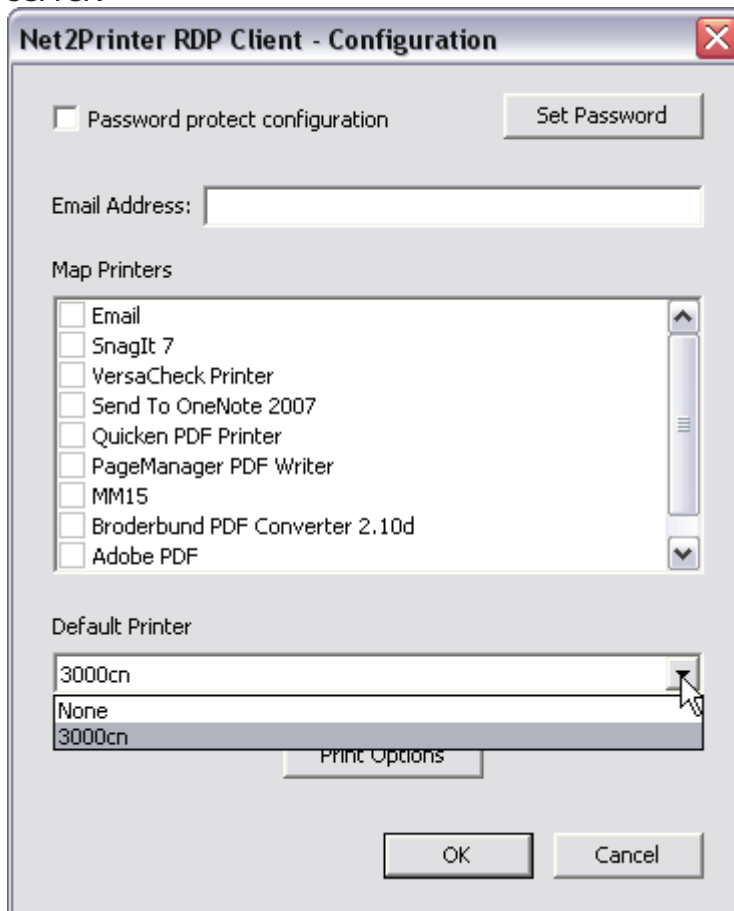 Net2Printer RDP Client - Configuration
Password protect configuration
Set Password
Email Address:
Map Printers
Email
SnagIt 7
VersaCheck Printer
Send To OneNote 2007
Quicken PDF Printer
PageManager PDF Writer
MM15
Broderbund PDF Converter 2.10d
Adobe PDF
Default Printer
3000cn
None
3000cn
Print Options
OK
Cancel